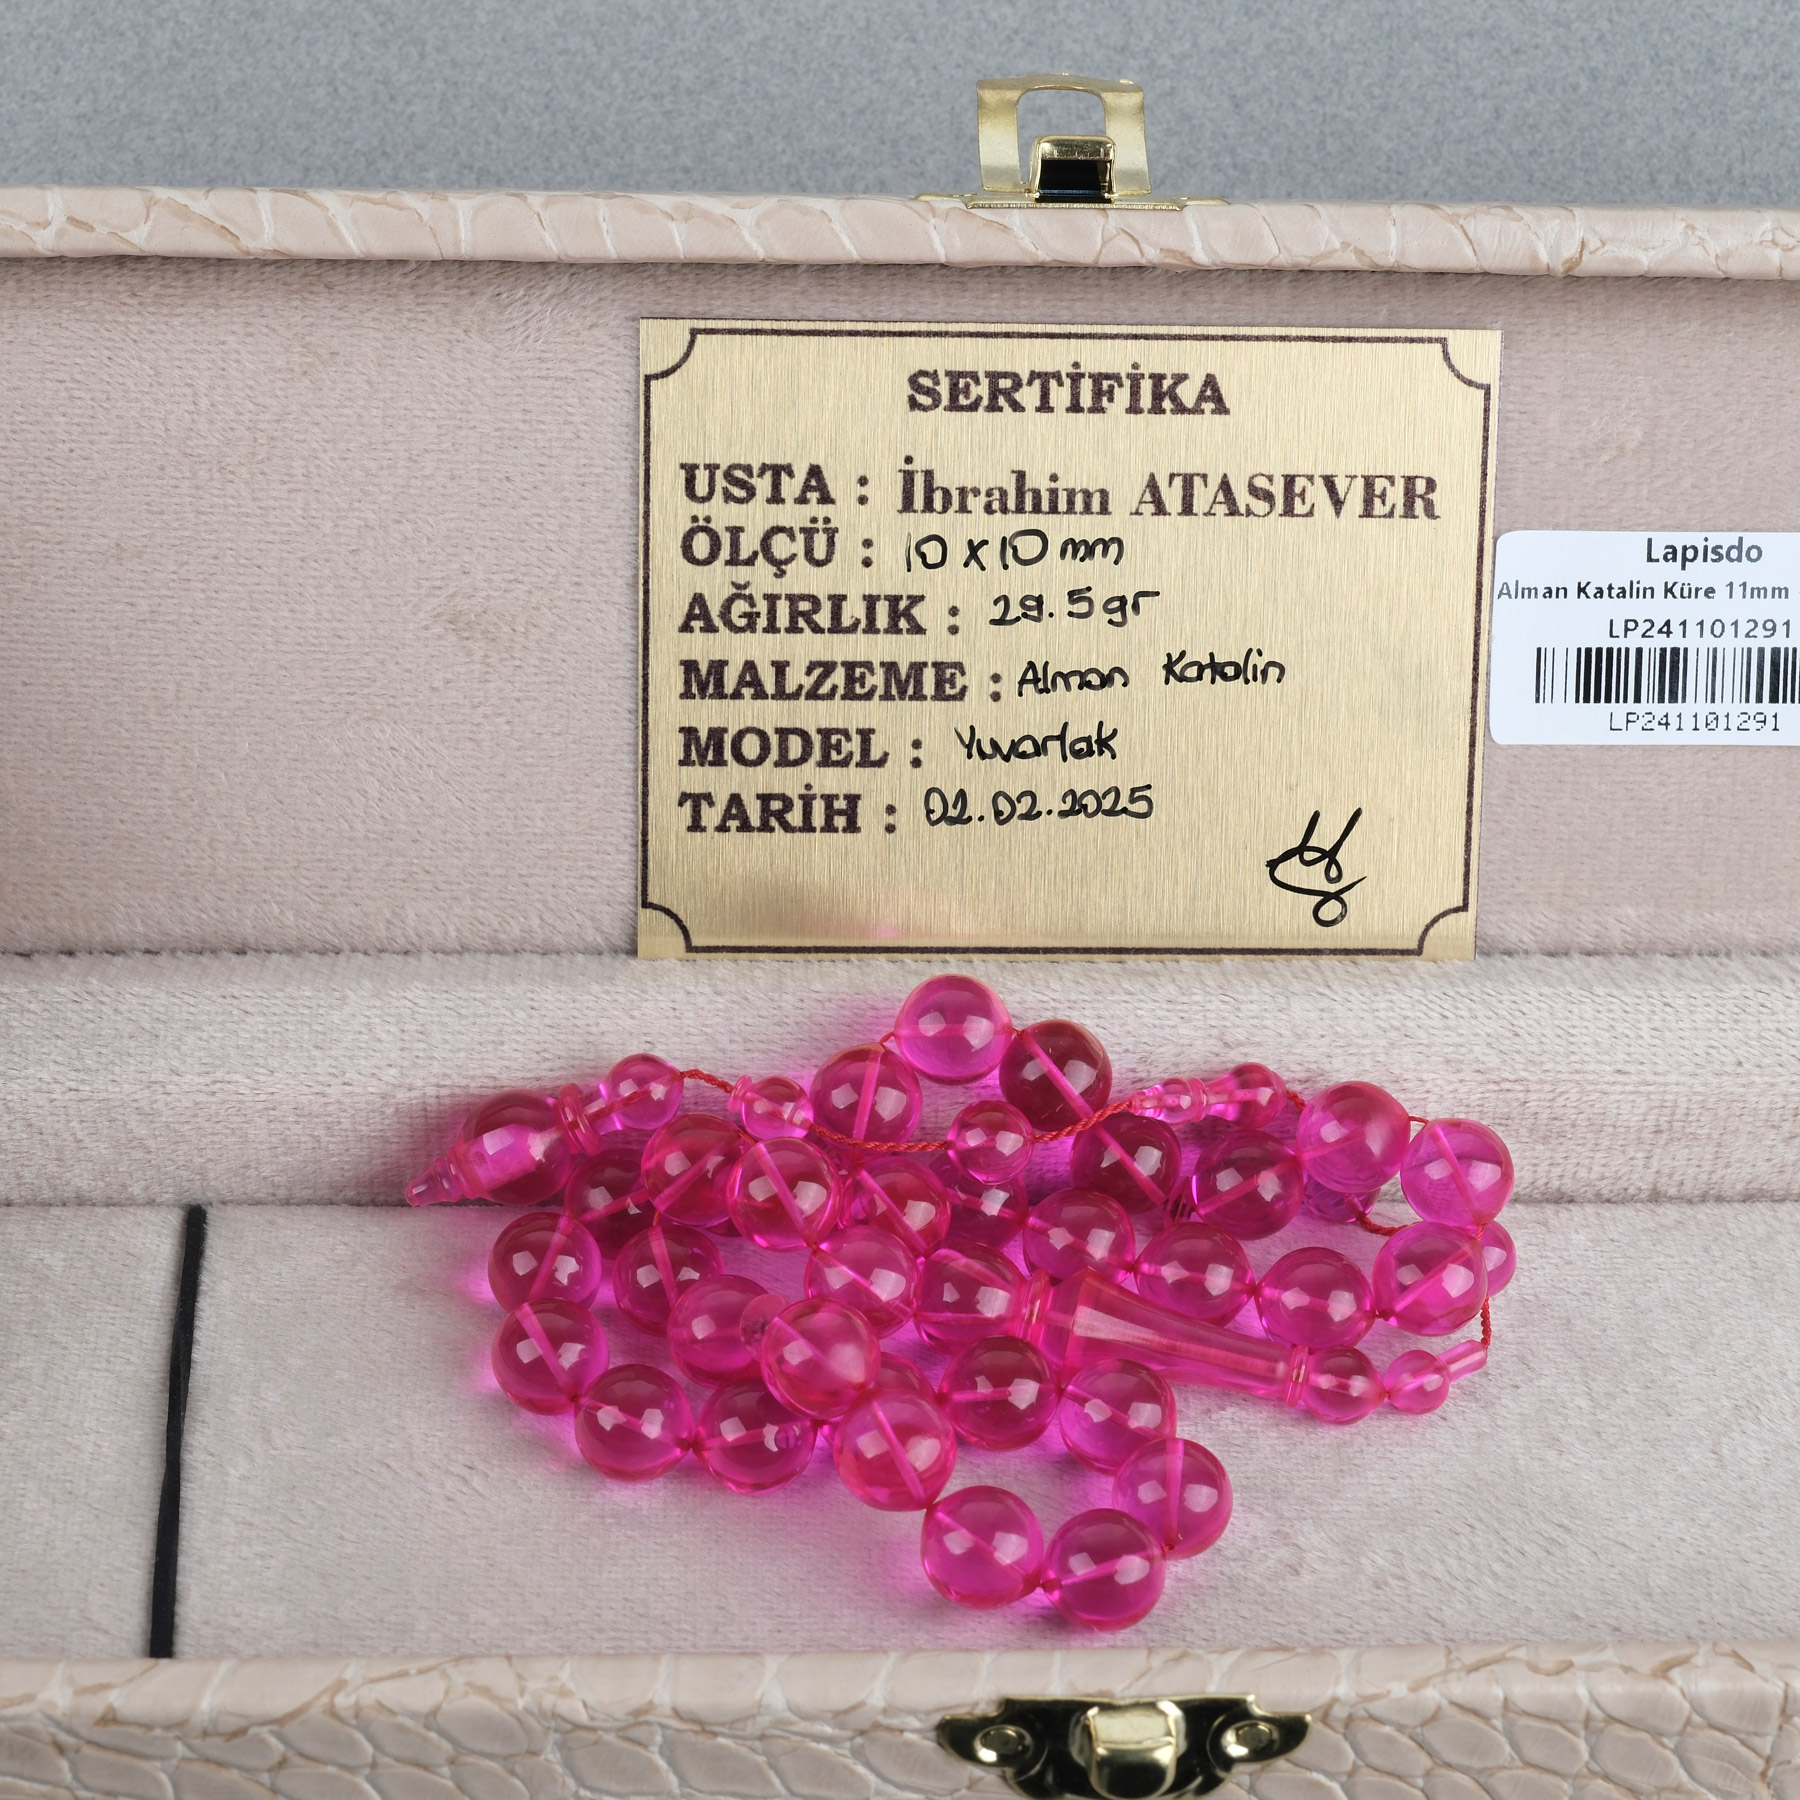 SERTİFİKA
USTA : İbrahim ATASEVER
ÖLÇÜ : 10 x 10 mm
AĞIRLIK : 29.5 gr
MALZEME : Alman Katalin
MODEL : Yuvarlak
TARİH : 02.02.2025
Lapisdo
Alman Katalin Küre 11mm
LP241101291
LP241101291